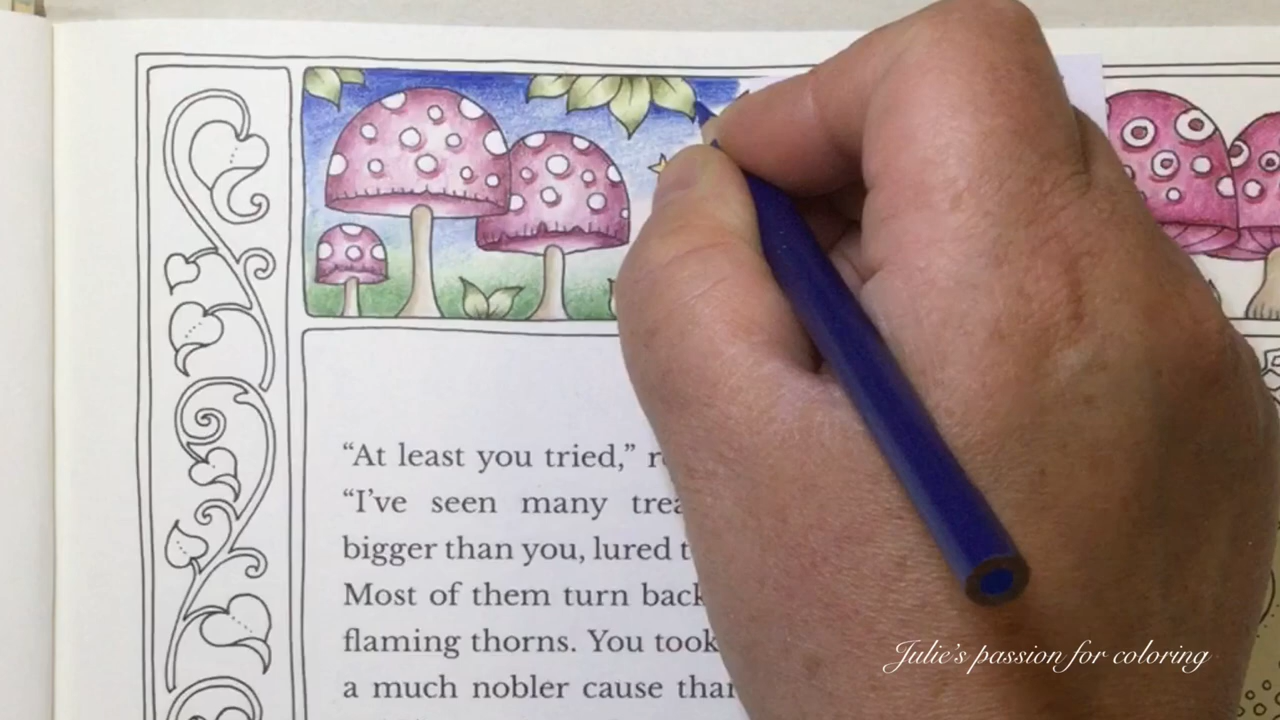 “At least you tried,”
“I’ve seen many
bigger than you, lured
Most of them turn back
flaming thorns. You took
a much nobler cause than
Julie's passion for coloring